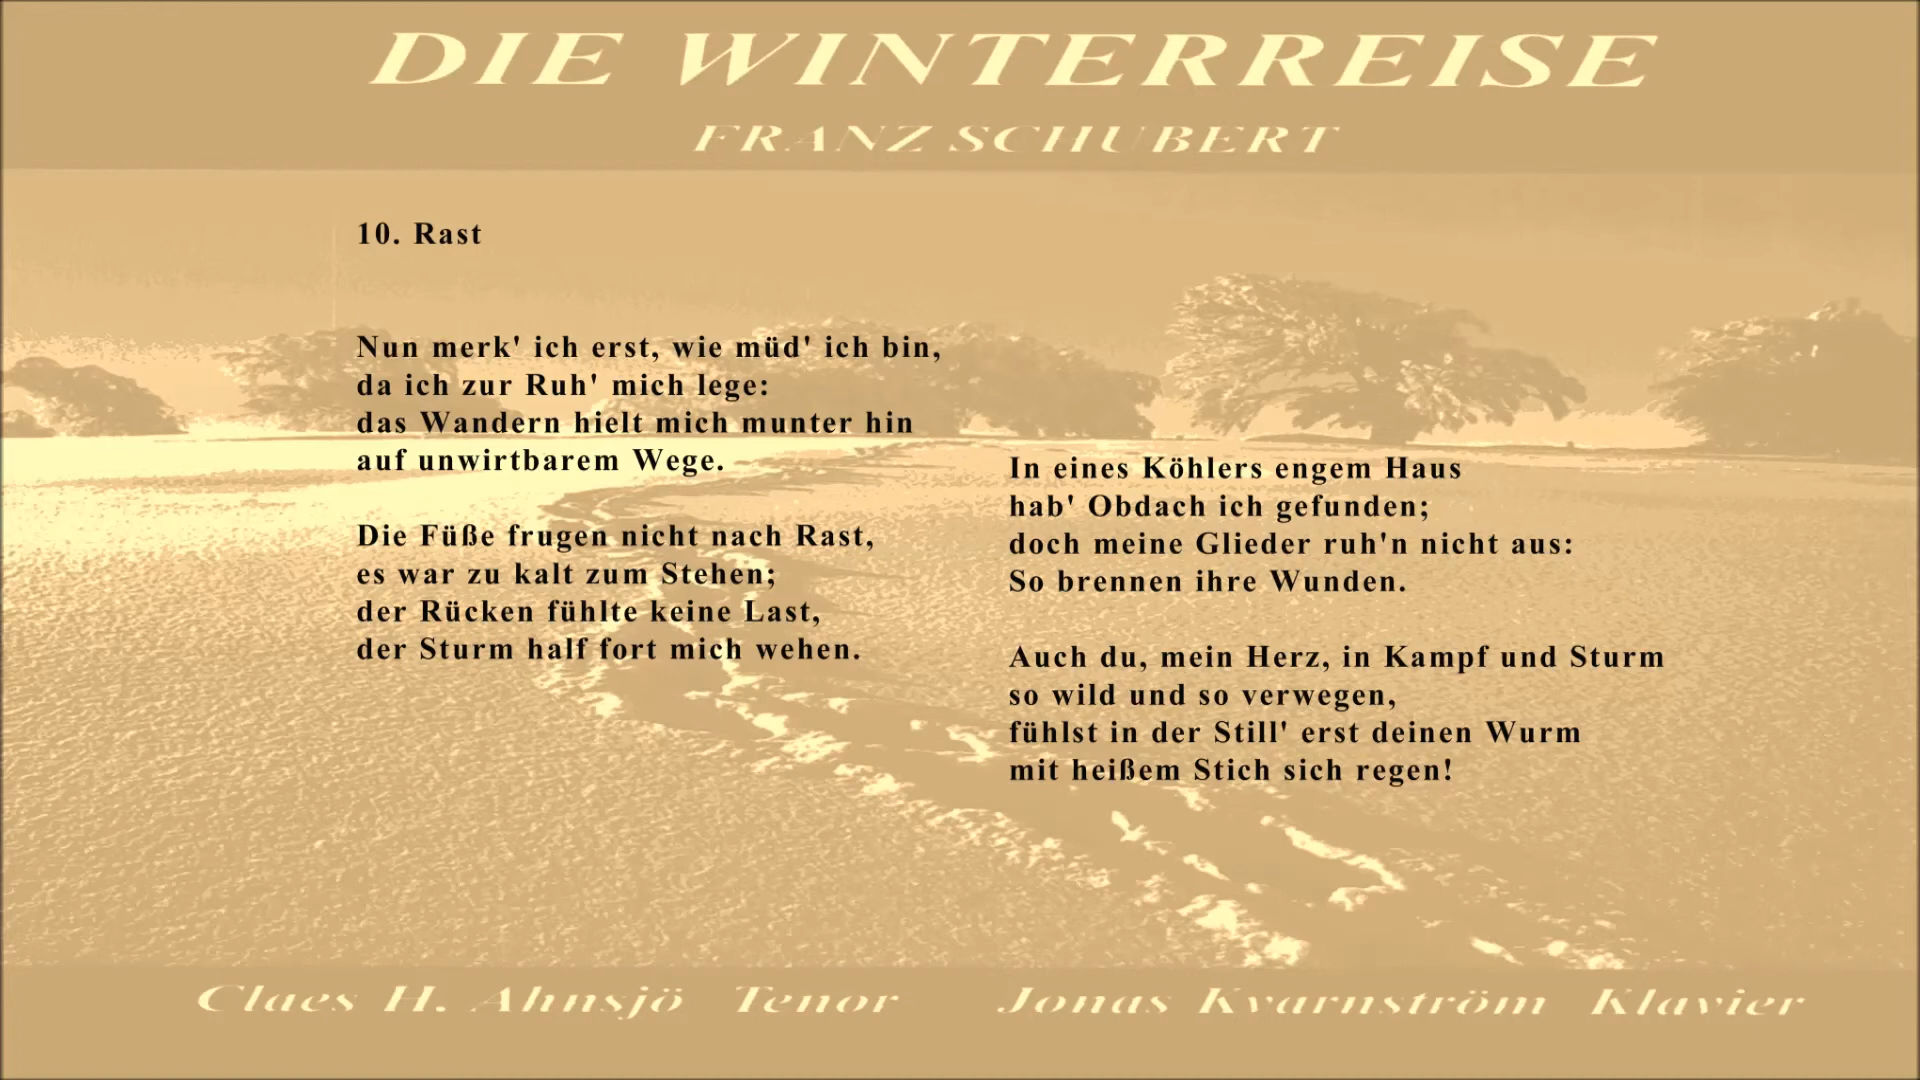 DIE WINTERREISE
FRANZ SCHUBERT
10. Rast
Nun merk' ich erst, wie müd' ich bin,
da ich zur Ruh' mich lege:
das Wandern hielt mich munter hin
auf unwirtbarem Wege.
Die Füße frugen nicht nach Rast,
es war zu kalt zum Stehen;
der Rücken fühlte keine Last,
der Sturm half fort mich wehen.
In eines Köhlers engem Haus
hab' Obdach ich gefunden;
doch meine Glieder ruh'n nicht aus:
So brennen ihre Wunden.
Auch du, mein Herz, in Kampf und Sturm
so wild und so verwegen,
fühlst in der Still' erst deinen Wurm
mit heißem Stich sich regen!
Claes H. Ahnsjö Tenor Jonas Kvarnström Klavier